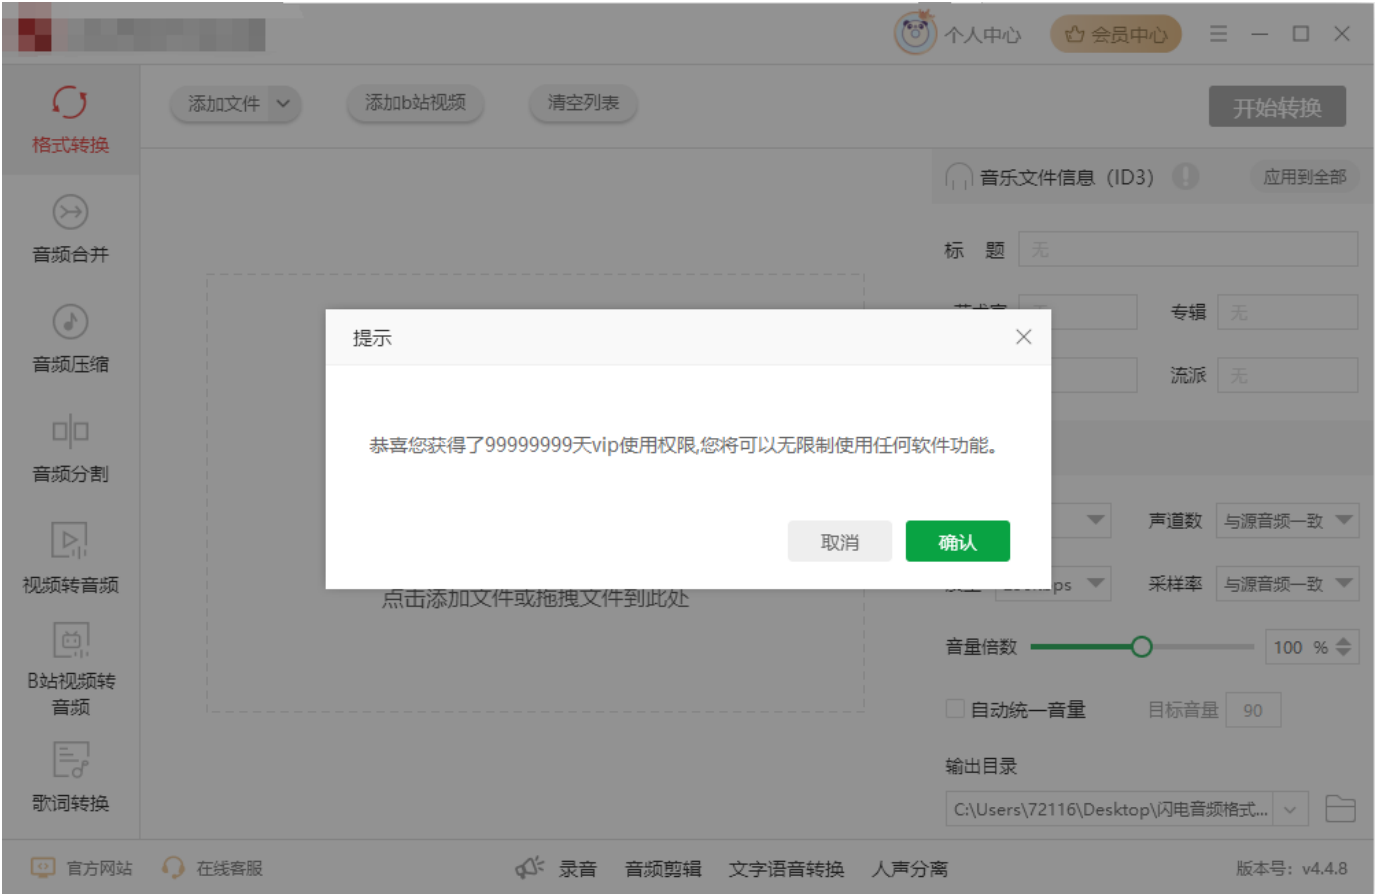 个人中心
会员中心
添加文件
添加b站视频
清空列表
开始转换
格式转换
音频合并
音频压缩
音频分割
视频转音频
B站视频转
音频
歌词转换
音乐文件信息（ID3）
应用到全部
标 题 无
专辑 无
流派 无
提示
恭喜您获得了99999999天vip使用权限,您将可以无限制使用任何软件功能。
取消
确认
点击添加文件或拖拽文件到此处
声道数 与源音频一致
采样率 与源音频一致
音量倍数 100 %
自动统一音量 目标音量 90
输出目录
C:\Users\72116\Desktop\闪电音频格式...
官方网站
在线客服
录音
音频剪辑
文字语音转换
人声分离
版本号：v4.4.8